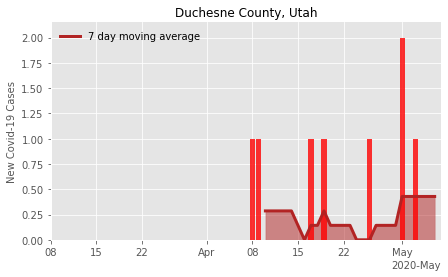 Duchesne County, Utah
7 day moving average
New Covid-19 Cases
2.00
1.75
1.50
1.25
1.00
0.75
0.50
0.25
0.00
08 15 22 Apr 08 15 22 May
2020-May